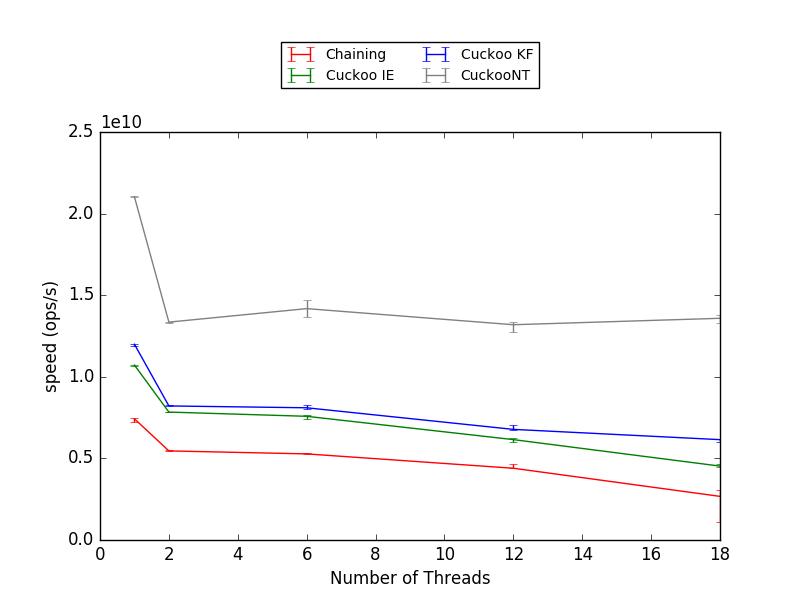 Chaining Cuckoo KF
Cuckoo IE CuckooNT
1e10
2.5
2.0
1.5
1.0
0.5
0.0
speed (ops/s)
0 2 4 6 8 10 12 14 16 18
Number of Threads